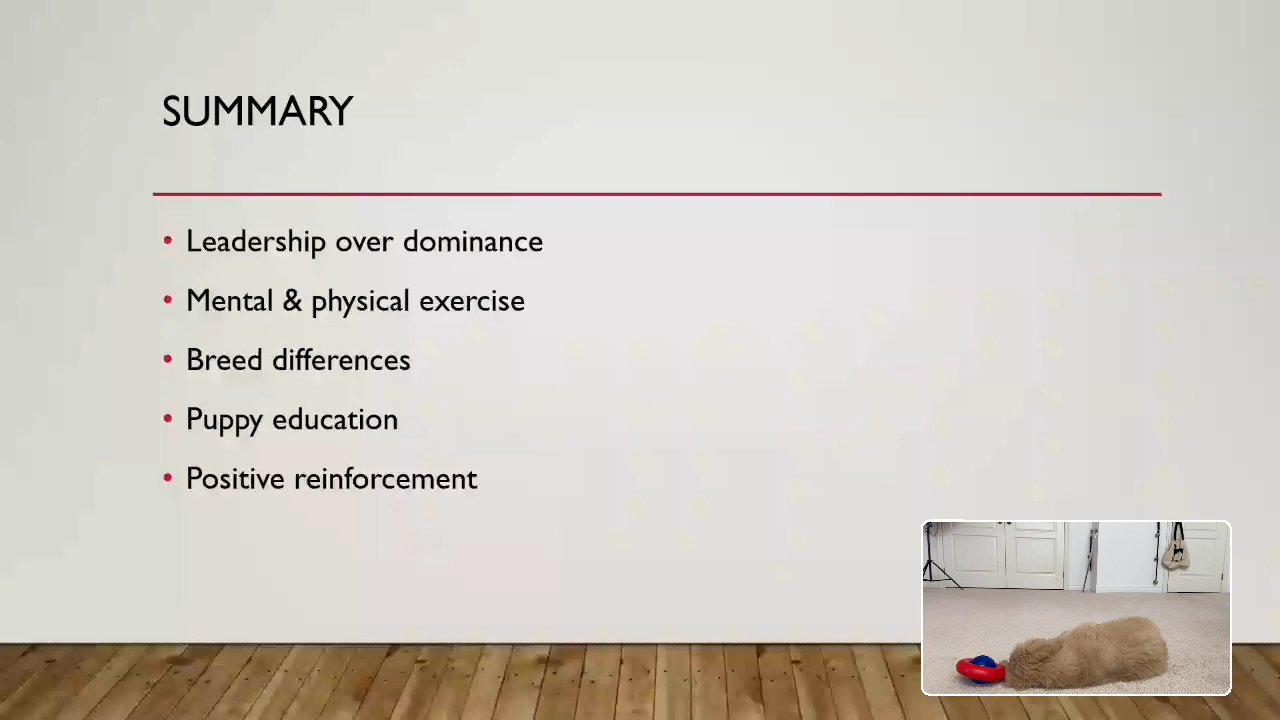 SUMMARY
• Leadership over dominance
• Mental & physical exercise
• Breed differences
• Puppy education
• Positive reinforcement